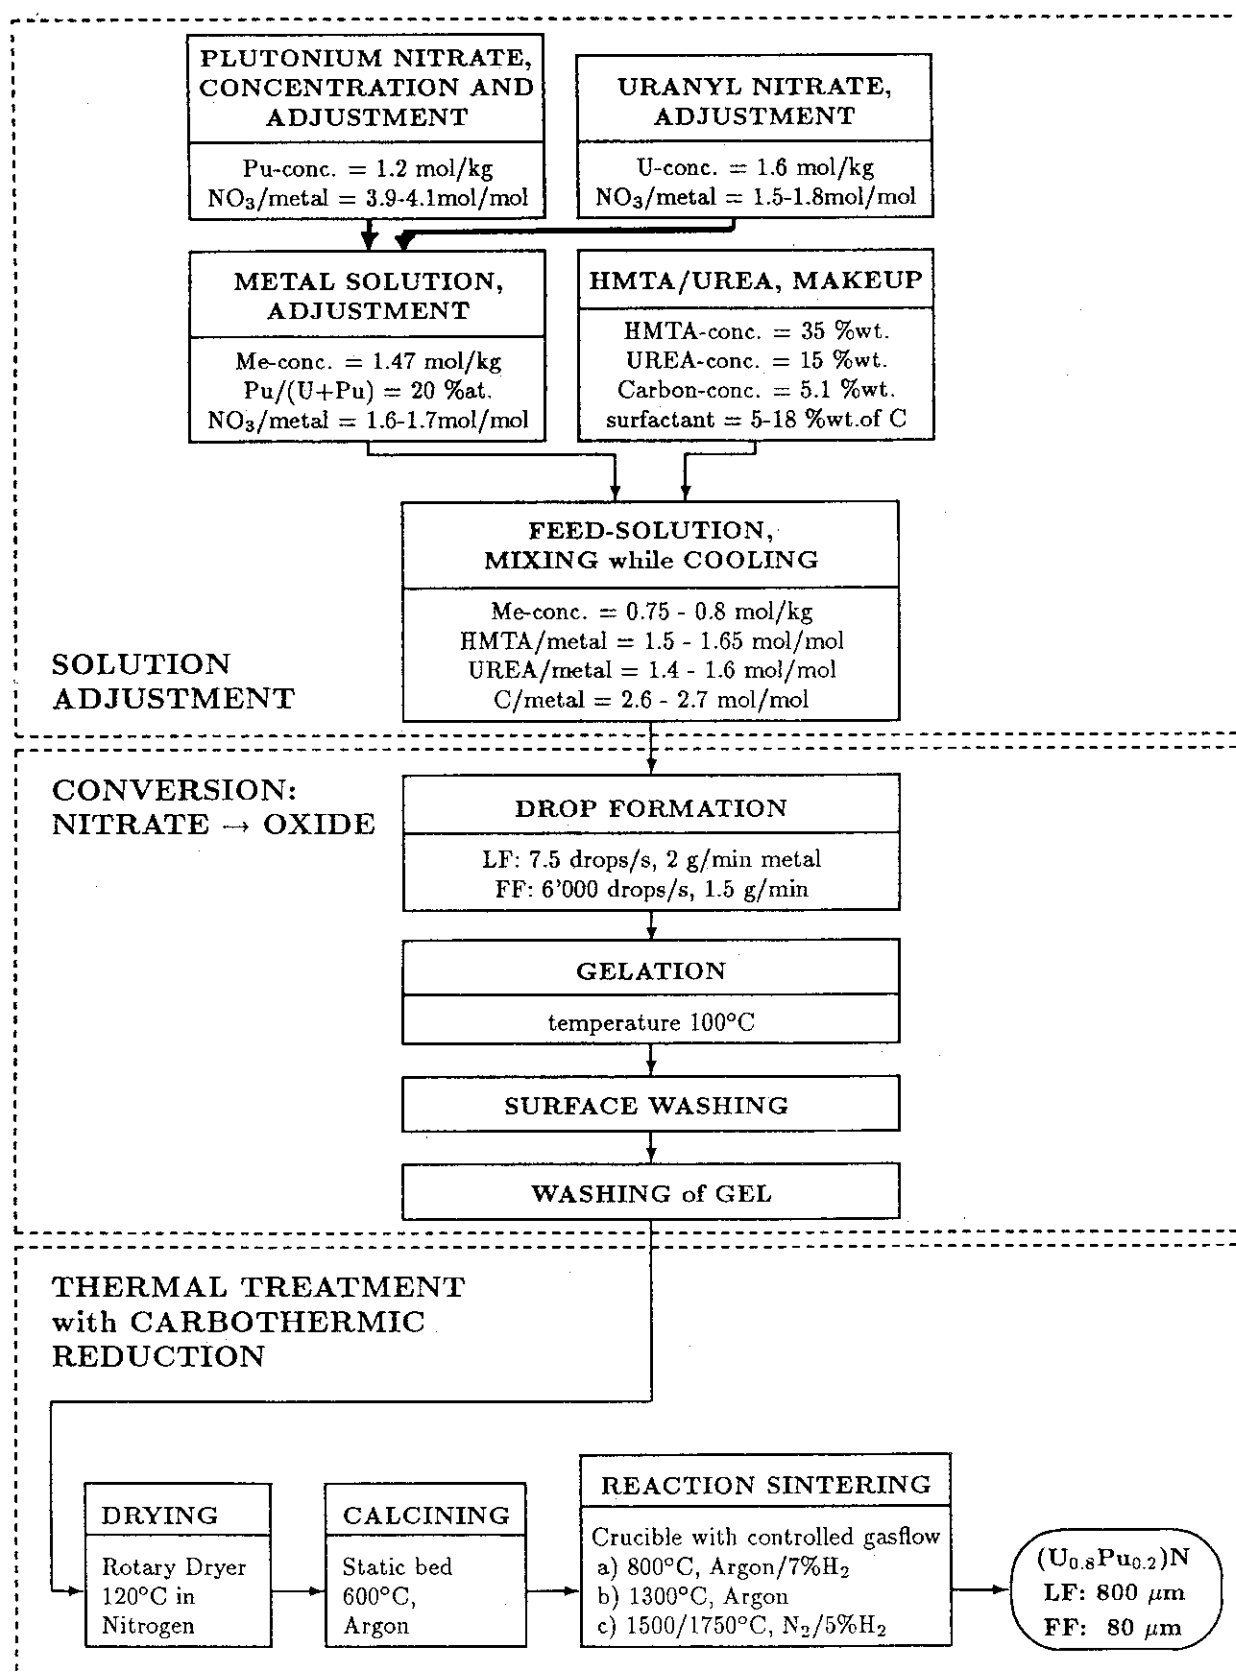 PLUTONIUM NITRATE,
CONCENTRATION AND
ADJUSTMENT
Pu-conc. = 1.2 mol/kg
NO₃/metal = 3.9-4.1mol/mol
URANYL NITRATE,
ADJUSTMENT
U-conc. = 1.6 mol/kg
NO₃/metal = 1.5-1.8mol/mol
METAL SOLUTION,
ADJUSTMENT
Me-conc. = 1.47 mol/kg
Pu/(U+Pu) = 20 %at.
NO₃/metal = 1.6-1.7mol/mol
HMTA/UREA, MAKEUP
HMTA-conc. = 35 %wt.
UREA-conc. = 15 %wt.
Carbon-conc. = 5.1 %wt.
surfactant = 5-18 %wt.of C
FEED-SOLUTION,
MIXING while COOLING
Me-conc. = 0.75 - 0.8 mol/kg
HMTA/metal = 1.5 - 1.65 mol/mol
UREA/metal = 1.4 - 1.6 mol/mol
C/metal = 2.6 - 2.7 mol/mol
SOLUTION
ADJUSTMENT
CONVERSION:
NITRATE → OXIDE
DROP FORMATION
LF: 7.5 drops/s, 2 g/min metal
FF: 6'000 drops/s, 1.5 g/min
GELATION
temperature 100°C
SURFACE WASHING
WASHING of GEL
THERMAL TREATMENT
with CARBOTHERMIC
REDUCTION
DRYING
Rotary Dryer
120°C in
Nitrogen
CALCINING
Static bed
600°C,
Argon
REACTION SINTERING
Crucible with controlled gasflow
a) 800°C, Argon/7%H₂
b) 1300°C, Argon
c) 1500/1750°C, N₂/5%H₂
(U₀.₈Pu₀.₂)N
LF: 800 μm
FF: 80 μm